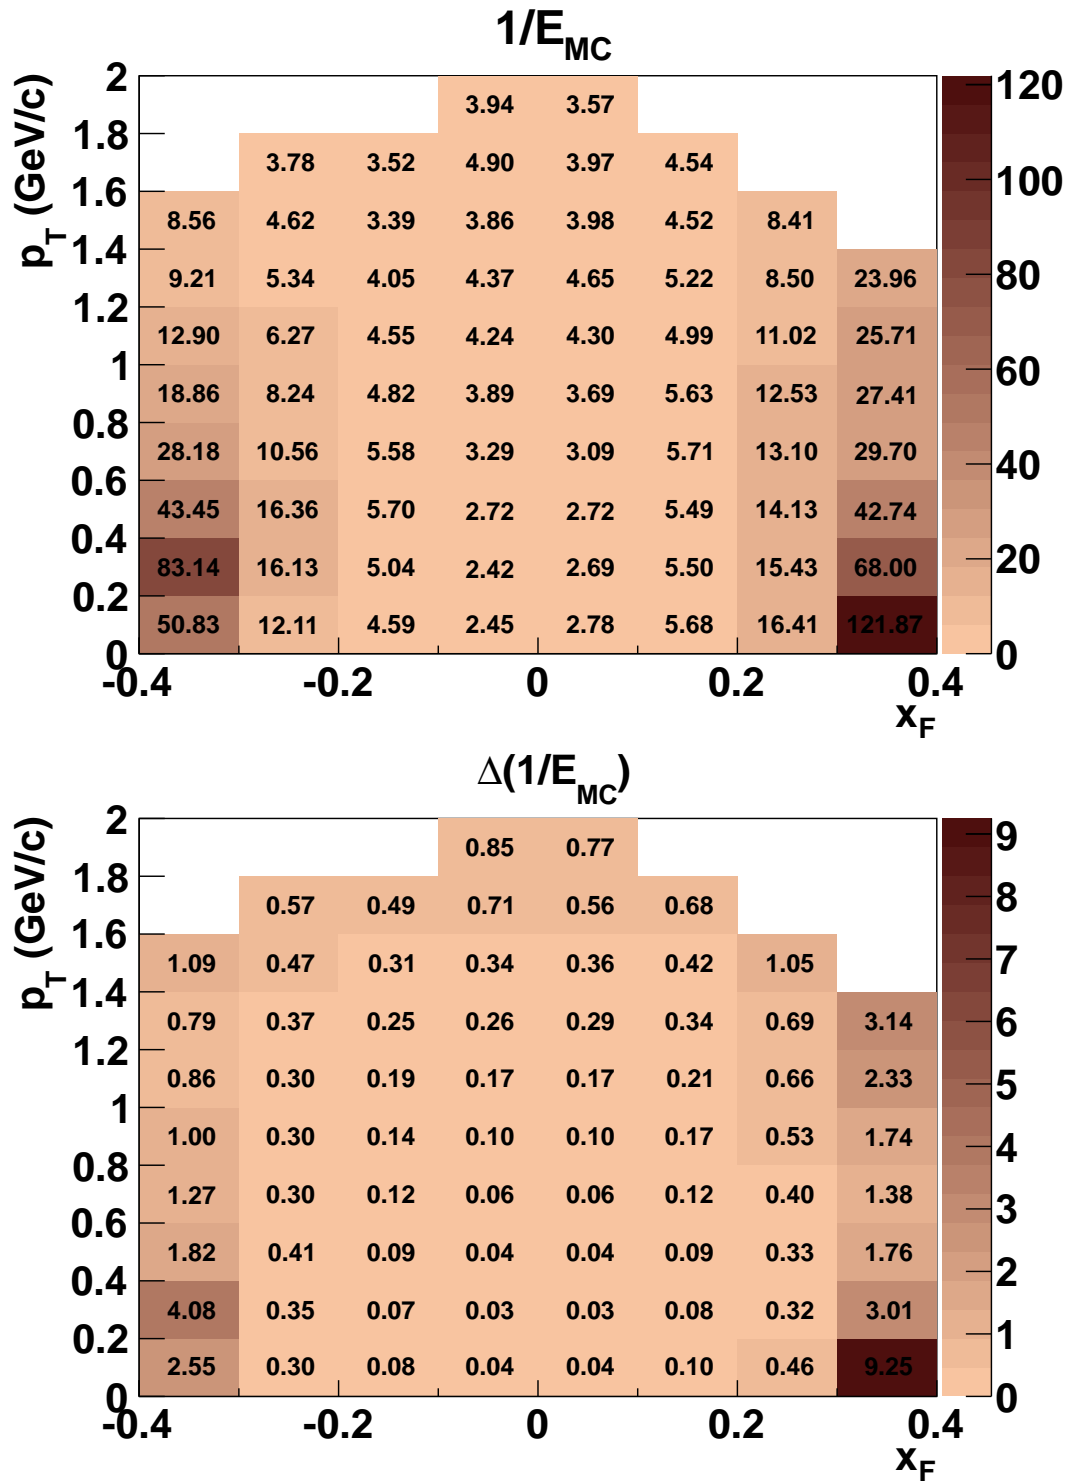 1/E_MC
p_T (GeV/c)
2 3.94 3.57 120
1.8 3.78 3.52 4.90 3.97 4.54 100
1.6 8.56 4.62 3.39 3.86 3.98 4.52 8.41
1.4 9.21 5.34 4.05 4.37 4.65 5.22 8.50 23.96 80
1.2 12.90 6.27 4.55 4.24 4.30 4.99 11.02 25.71
1 18.86 8.24 4.82 3.89 3.69 5.63 12.53 27.41 60
0.8 28.18 10.56 5.58 3.29 3.09 5.71 13.10 29.70 40
0.6 43.45 16.36 5.70 2.72 2.72 5.49 14.13 42.74
0.4 83.14 16.13 5.04 2.42 2.69 5.50 15.43 68.00 20
0.2 50.83 12.11 4.59 2.45 2.78 5.68 16.41 121.87
0 0
-0.4 -0.2 0 0.2 0.4
x_F
Δ(1/E_MC)
p_T (GeV/c)
2 0.85 0.77 9
1.8 0.57 0.49 0.71 0.56 0.68 8
1.6 1.09 0.47 0.31 0.34 0.36 0.42 1.05 7
1.4 0.79 0.37 0.25 0.26 0.29 0.34 0.69 3.14 6
1.2 0.86 0.30 0.19 0.17 0.17 0.21 0.66 2.33 5
1 1.00 0.30 0.14 0.10 0.10 0.17 0.53 1.74 4
0.8 1.27 0.30 0.12 0.06 0.06 0.12 0.40 1.38 3
0.6 1.82 0.41 0.09 0.04 0.04 0.09 0.33 1.76 2
0.4 4.08 0.35 0.07 0.03 0.03 0.08 0.32 3.01 1
0.2 2.55 0.30 0.08 0.04 0.04 0.10 0.46 9.25
0 0
-0.4 -0.2 0 0.2 0.4
x_F